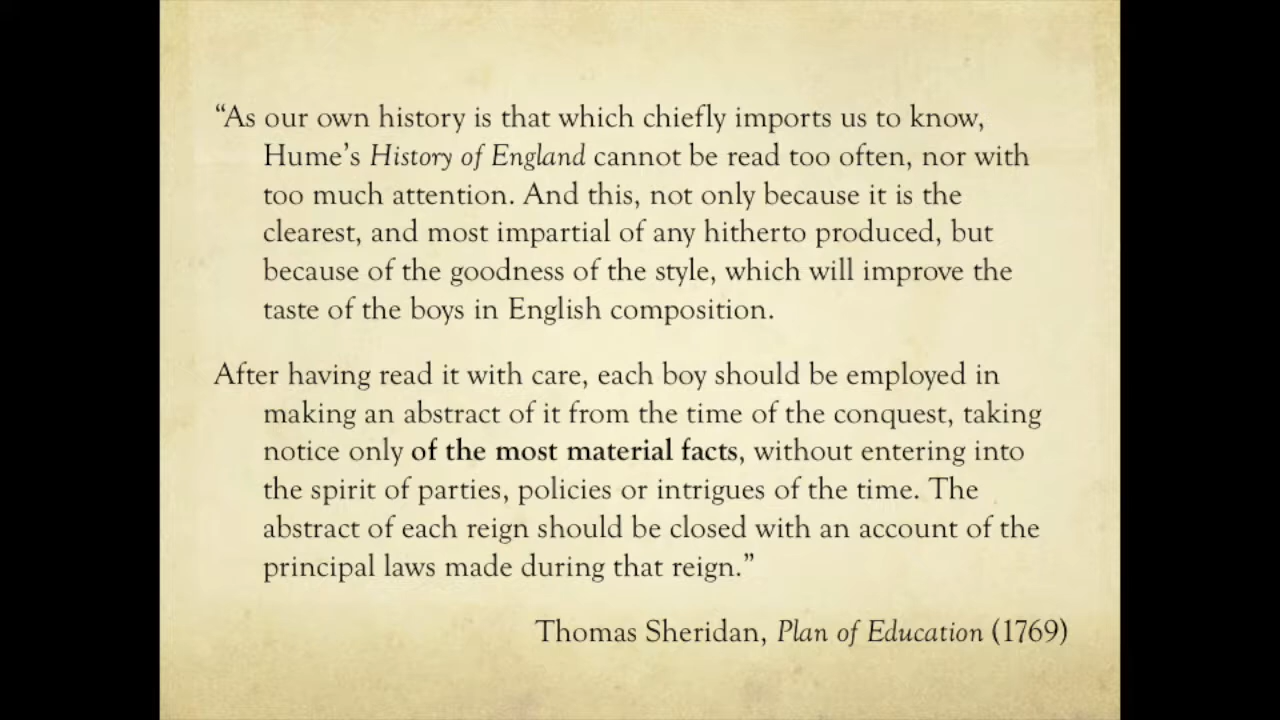 “As our own history is that which chiefly imports us to know,
Hume’s History of England cannot be read too often, nor with
too much attention. And this, not only because it is the
clearest, and most impartial of any hitherto produced, but
because of the goodness of the style, which will improve the
taste of the boys in English composition.
After having read it with care, each boy should be employed in
making an abstract of it from the time of the conquest, taking
notice only of the most material facts, without entering into
the spirit of parties, policies or intrigues of the time. The
abstract of each reign should be closed with an account of the
principal laws made during that reign.”
Thomas Sheridan, Plan of Education (1769)